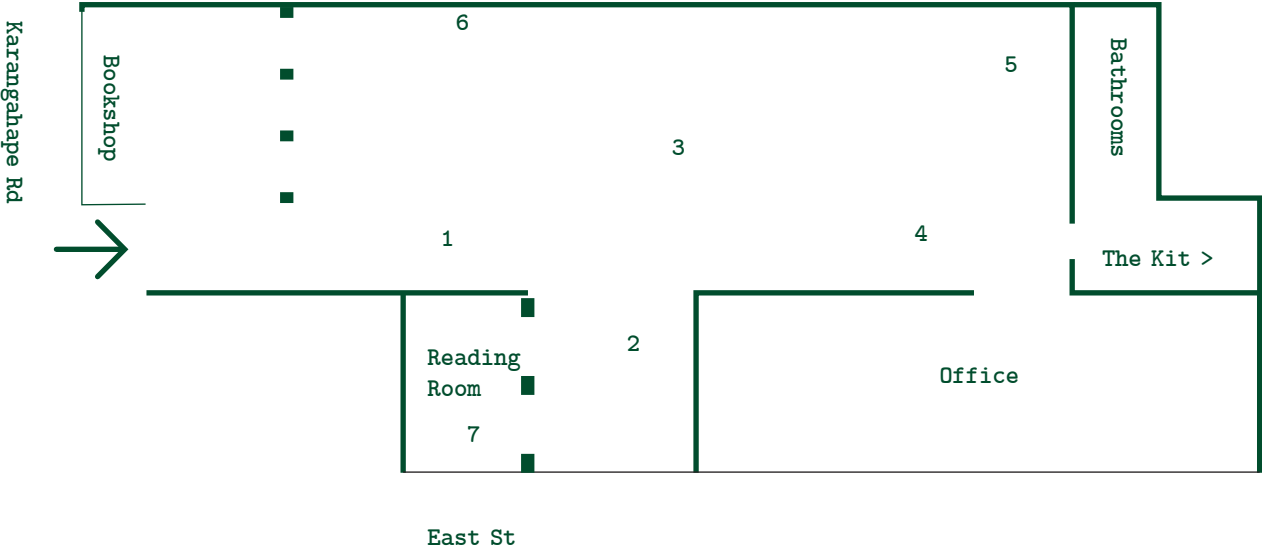 Karangahape Rd
Bookshop
6
5
Bathrooms
3
1
4
The Kit >
2
Reading
Room
Office
7
East St